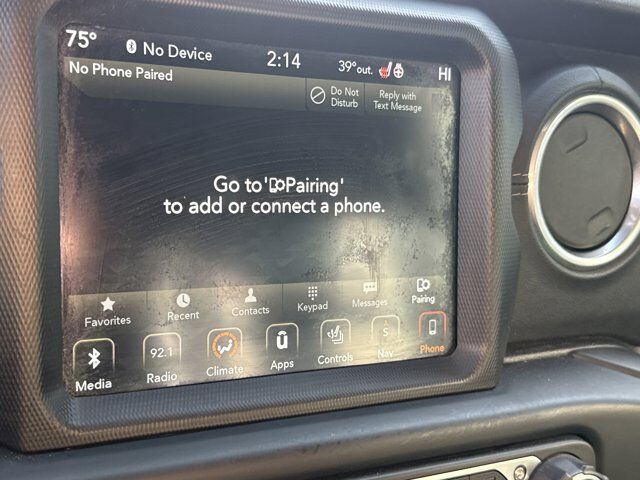 75° No Device 2:14 39°out. HI
No Phone Paired
Do Not
Disturb
Reply with
Text Message
Go to 'Pairing'
to add or connect a phone.
Favorites Recent Contacts Keypad Messages Pairing
92.1 S
Media Radio Climate Apps Controls Nav Phone